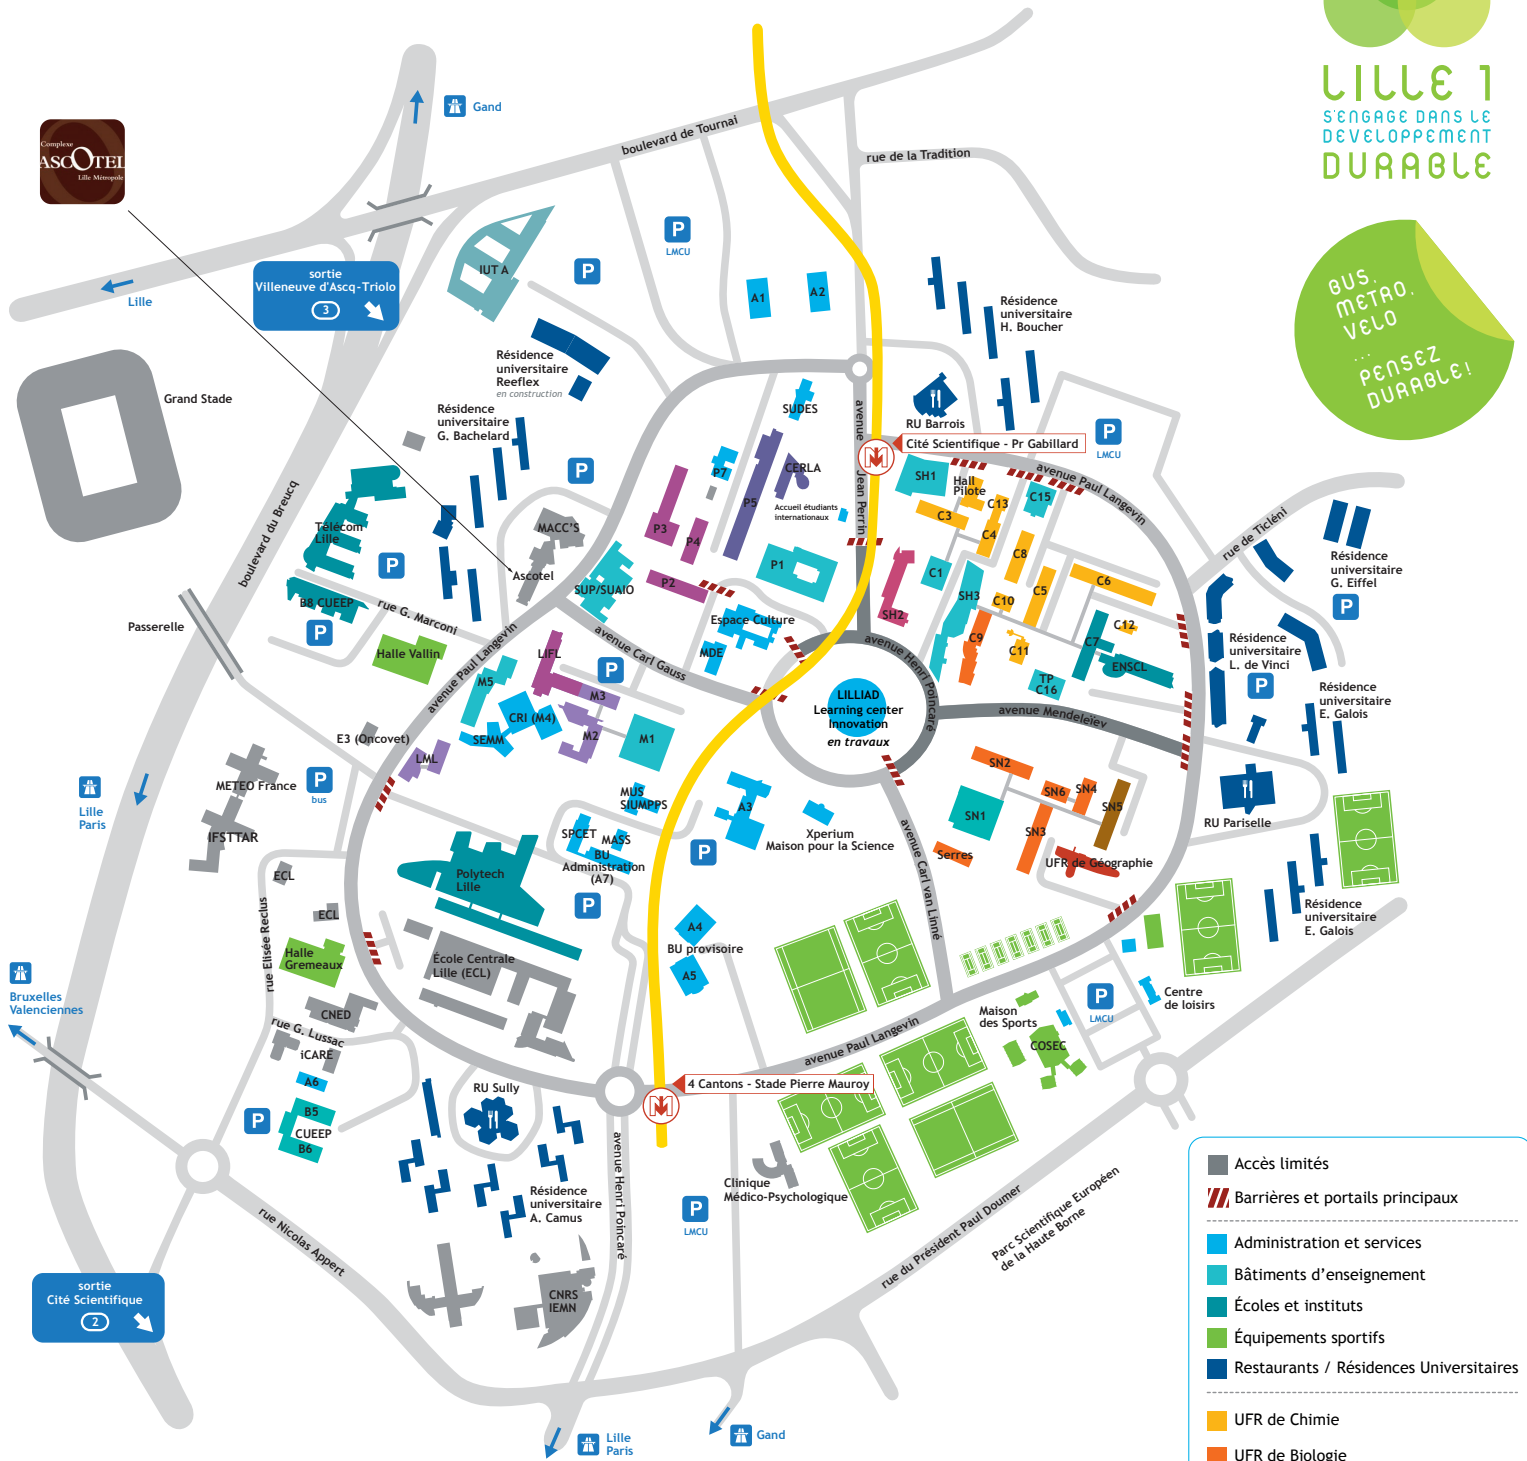 LILLE 1
S'ENGAGE DANS LE
DEVELOPPEMENT
DURABLE
BUS,
METRO,
VELO
...
PENSEZ
DURABLE!
Complexe
ASCOTEL
Lille Métropole
Gand
boulevard de Tournai
rue de la Tradition
P
LMCU
IUT A
P
sortie
Villeneuve d'Ascq-Triolo
3
Lille
A1
A2
Résidence
universitaire
H. Boucher
Résidence
universitaire
Reeflex
en construction
Grand Stade
Résidence
universitaire
G. Bachelard
SUDES
avenue Jean Perrin
RU Barrois
Cité Scientifique - Pr Gabillard
P
LMCU
avenue Paul Langevin
P
P7
CERLA
P5
SH1
Hall
Pilote
C13
C15
C3
C4
Accueil étudiants
internationaux
boulevard du Breucq
Télécom
Lille
MACC'S
P3
P4
P
Ascotel
P2
P1
SUP/SUAIO
C1
C8
C6
C5
C10
SH3
SH2
rue de Ticléni
Résidence
universitaire
G. Eiffel
P
B8 CUEEP
rue G. Marconi
Passerelle
P
Halle Vallin
avenue Paul Langevin
avenue Carl Gauss
Espace Culture
MDE
avenue Henri Poincaré
C9
C11
C12
C7
ENSCL
TP
C16
Résidence
universitaire
L. de Vinci
P
Résidence
universitaire
E. Galois
LIFL
P
M5
M3
CRI (M4)
M2
M1
SEMM
LML
E3 (Oncovet)
LILLIAD
Learning center
Innovation
en travaux
avenue Mendeleïev
METEO France
P
bus
IFSTTAR
Lille
Paris
MUS
SIUMPPS
SPCET
MASS
BU
Administration
(A7)
A3
P
Xperium
Maison pour la Science
SN2
SN6
SN4
SN5
SN1
SN3
Serres
UFR de Géographie
RU Pariselle
avenue Carl van Linné
ECL
ECL
Polytech
Lille
P
rue Elisée Reclus
Halle
Gremeaux
École Centrale
Lille (ECL)
A4
BU provisoire
A5
Résidence
universitaire
E. Galois
Bruxelles
Valenciennes
CNED
rue G. Lussac
iCARE
A6
P
B5
CUEEP
B6
Maison
des Sports
COSEC
P
LMCU
Centre
de loisirs
avenue Paul Langevin
RU Sully
4 Cantons - Stade Pierre Mauroy
Résidence
universitaire
A. Camus
avenue Henri Poincaré
Clinique
Médico-Psychologique
P
LMCU
rue Nicolas Appert
CNRS
IEMN
rue du Président Paul Doumer
Parc Scientifique Européen
de la Haute Borne
sortie
Cité Scientifique
2
Lille
Paris
Gand
Accès limités
Barrières et portails principaux
Administration et services
Bâtiments d'enseignement
Écoles et instituts
Équipements sportifs
Restaurants / Résidences Universitaires
UFR de Chimie
UFR de Biologie